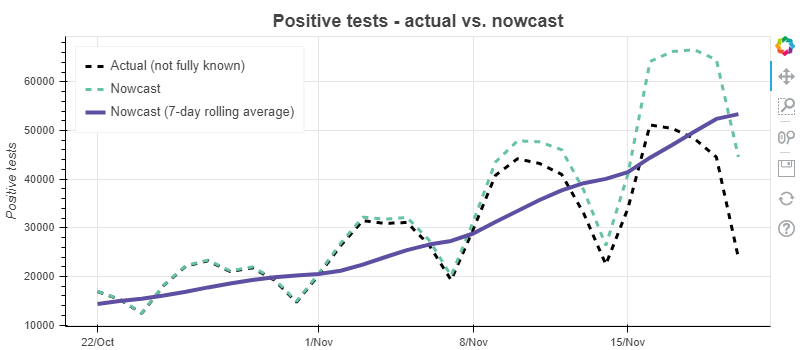 Positive tests - actual vs. nowcast
Actual (not fully known)
Nowcast
Nowcast (7-day rolling average)
Positive tests
60000
50000
40000
30000
20000
10000
22/Oct
1/Nov
8/Nov
15/Nov